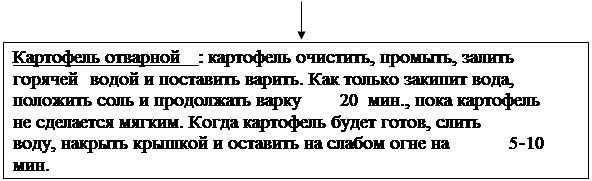 Картофель отварной : картофель очистить, промыть, залить
горячей водой и поставить варить. Как только закипит вода,
положить соль и продолжать варку 20 мин., пока картофель
не сделается мягким. Когда картофель будет готов, слить
воду, накрыть крышкой и оставить на слабом огне на 5-10
мин.